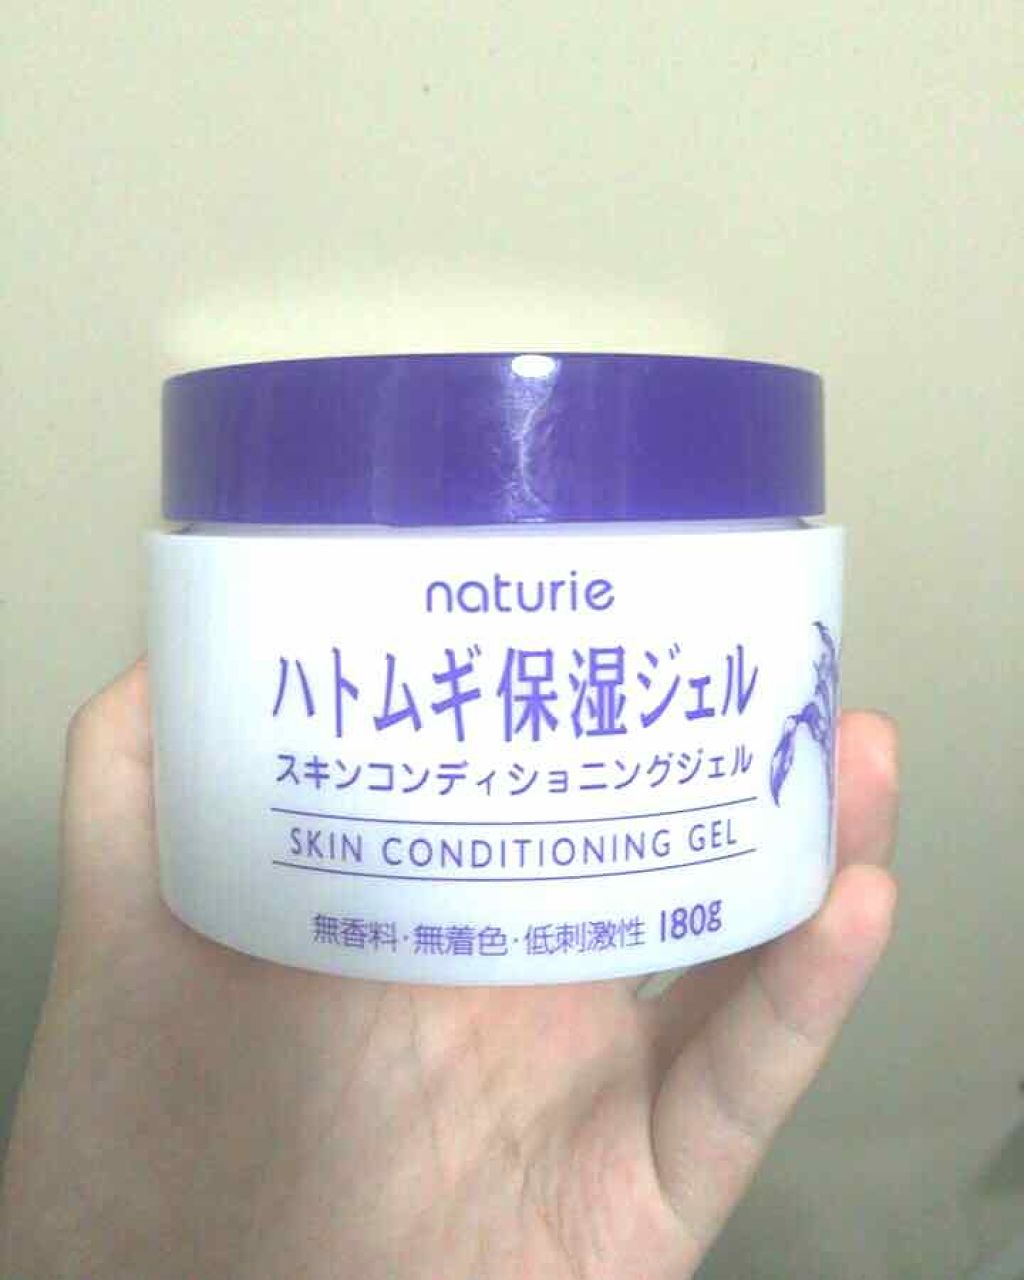 naturie
ハトムギ保湿ジェル
スキンコンディショニングジェル
SKIN CONDITIONING GEL
無香料・無着色・低刺激性 180g